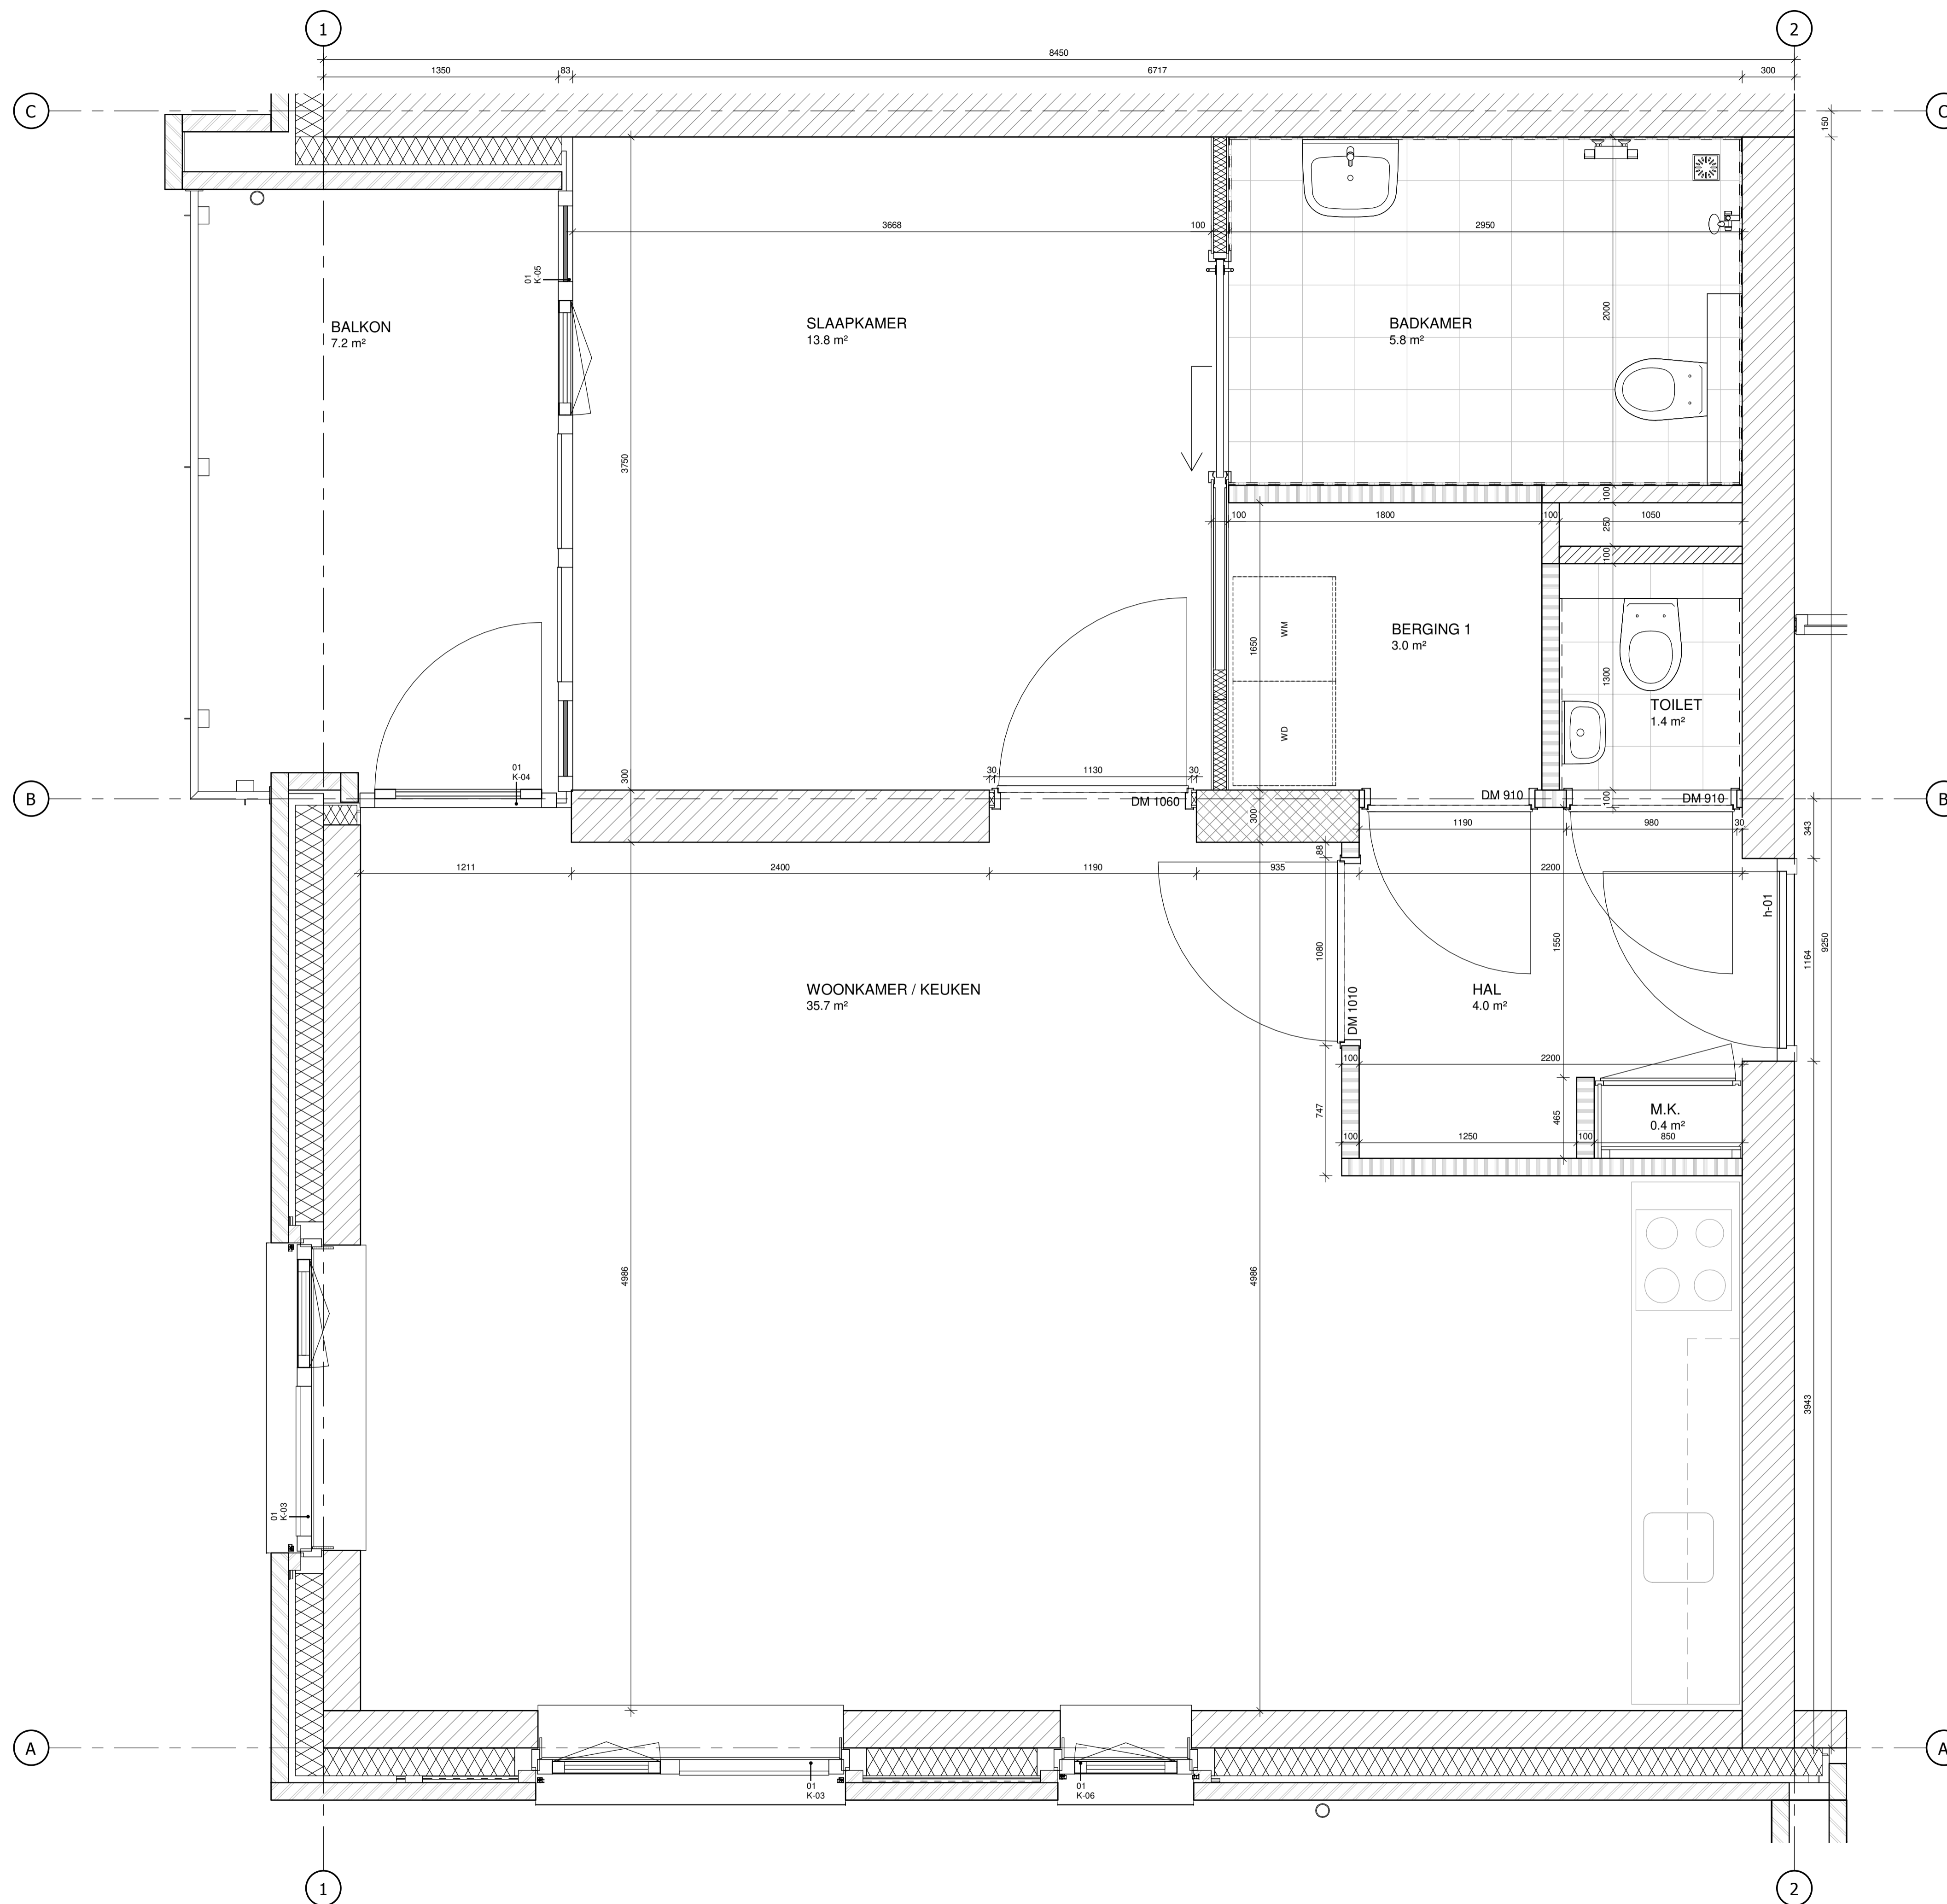 1
2
8450
1350
83
6717
300
C
C
150
3668
100
2950
01
K-05
BALKON
7.2 m²
SLAAPKAMER
13.8 m²
BADKAMER
5.8 m²
2000
3750
100
100
1800
100
1050
250
100
WM
BERGING 1
3.0 m²
1650
1300
TOILET
1.4 m²
WD
01
K-04
300
30
1130
30
DM 1060
DM 910
DM 910
100
B
B
300
1190
980
30
343
88
1211
2400
1190
935
2200
h-01
1080
1550
1164
9250
WOONKAMER / KEUKEN
35.7 m²
HAL
4.0 m²
DM 1010
100
2200
747
465
M.K.
0.4 m²
100
1250
100
850
4986
4986
3943
01
K-03
A
A
01
K-03
01
K-06
1
2